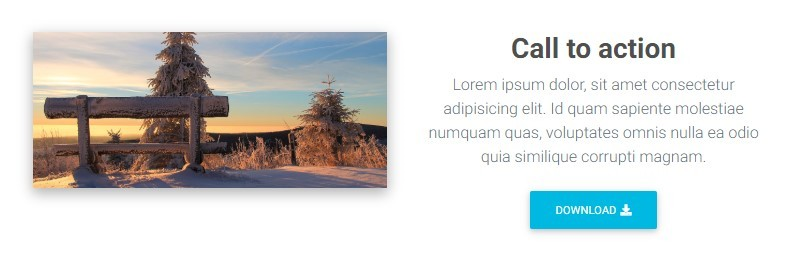 Call to action
Lorem ipsum dolor, sit amet consectetur
adipisicing elit. Id quam sapiente molestiae
numquam quas, voluptates omnis nulla ea odio
quia similique corrupti magnam.
DOWNLOAD